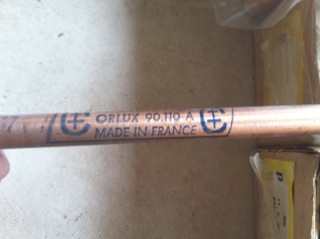 ORLUX 90.110 A
MADE IN FRANCE